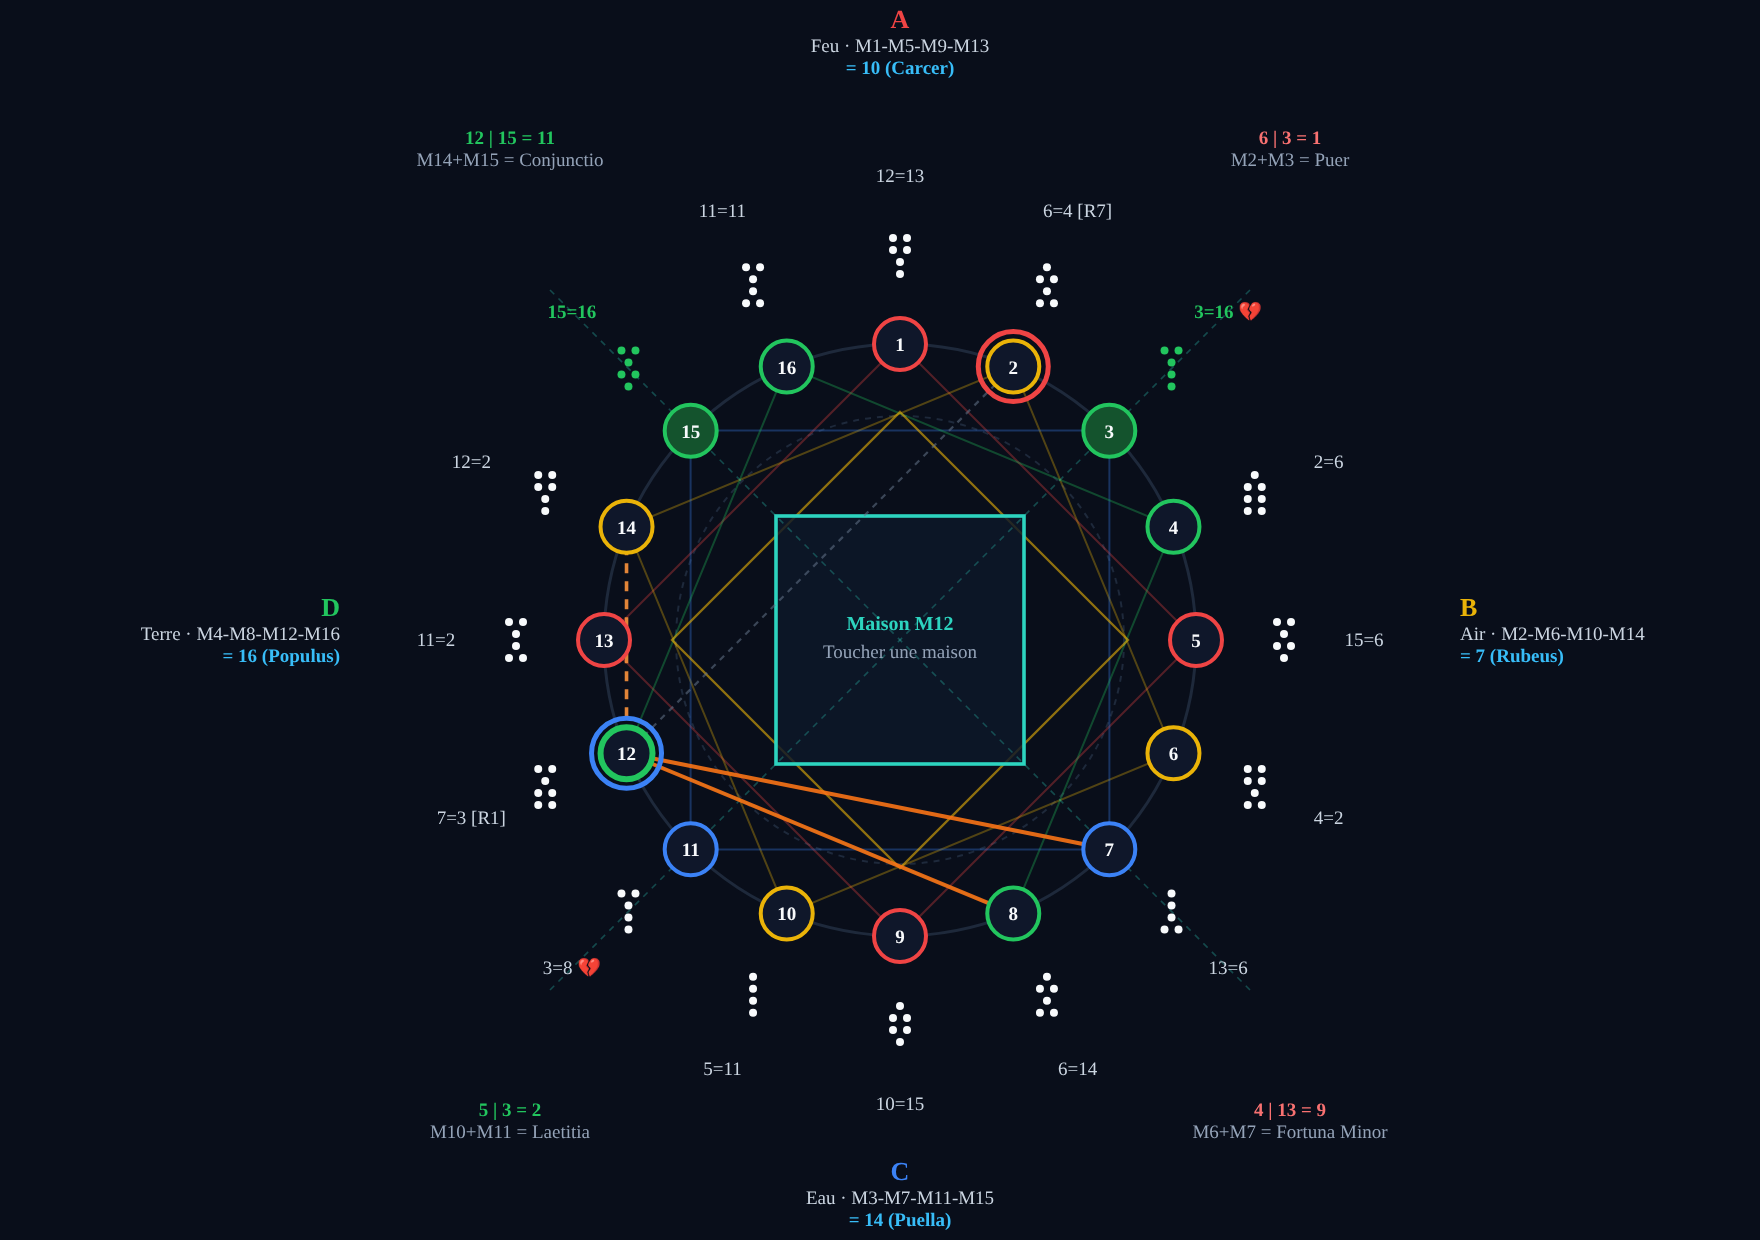 A
Feu · M1-M5-M9-M13
= 10 (Carcer)
12 | 15 = 11
M14+M15 = Conjunctio
6 | 3 = 1
M2+M3 = Puer
12=13
11=11
6=4 [R7]
15=16
3=16 💔
1
16
2
15
3
12=2
2=6
14
4
D
Terre · M4-M8-M12-M16
= 16 (Populus)
11=2
13
Maison M12
Toucher une maison
5
15=6
B
Air · M2-M6-M10-M14
= 7 (Rubeus)
12
6
7=3 [R1]
4=2
11
7
10
8
9
3=8 💔
13=6
5=11
6=14
10=15
5 | 3 = 2
M10+M11 = Laetitia
4 | 13 = 9
M6+M7 = Fortuna Minor
C
Eau · M3-M7-M11-M15
= 14 (Puella)